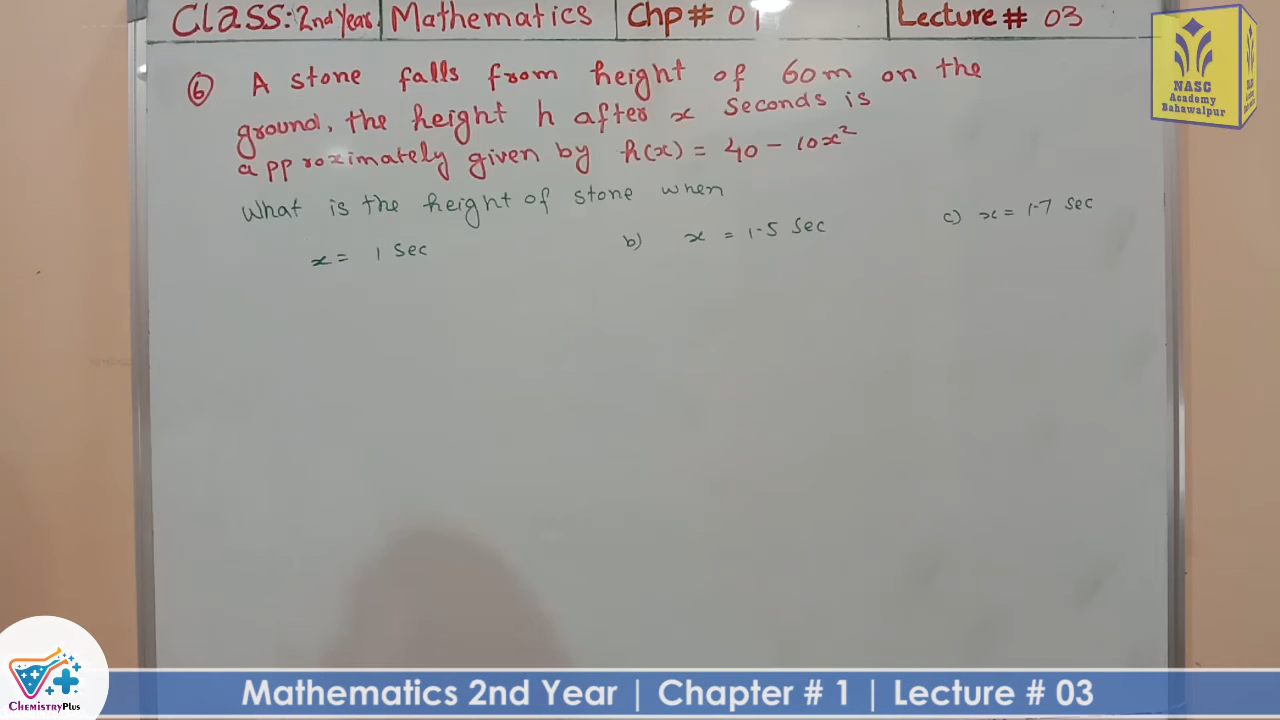 Class: 2nd Year. Mathematics Chp # 01 Lecture # 03
NASC
Academy
Bahawalpur
⑥ A stone falls from height of 60m on the
ground, the height h after x Seconds is
approximately given by h(x) = 40 - 10x²
What is the height of stone when
x = 1 Sec b) x = 1.5 Sec c) x = 1.7 Sec
ChemistryPlus
Mathematics 2nd Year | Chapter # 1 | Lecture # 03